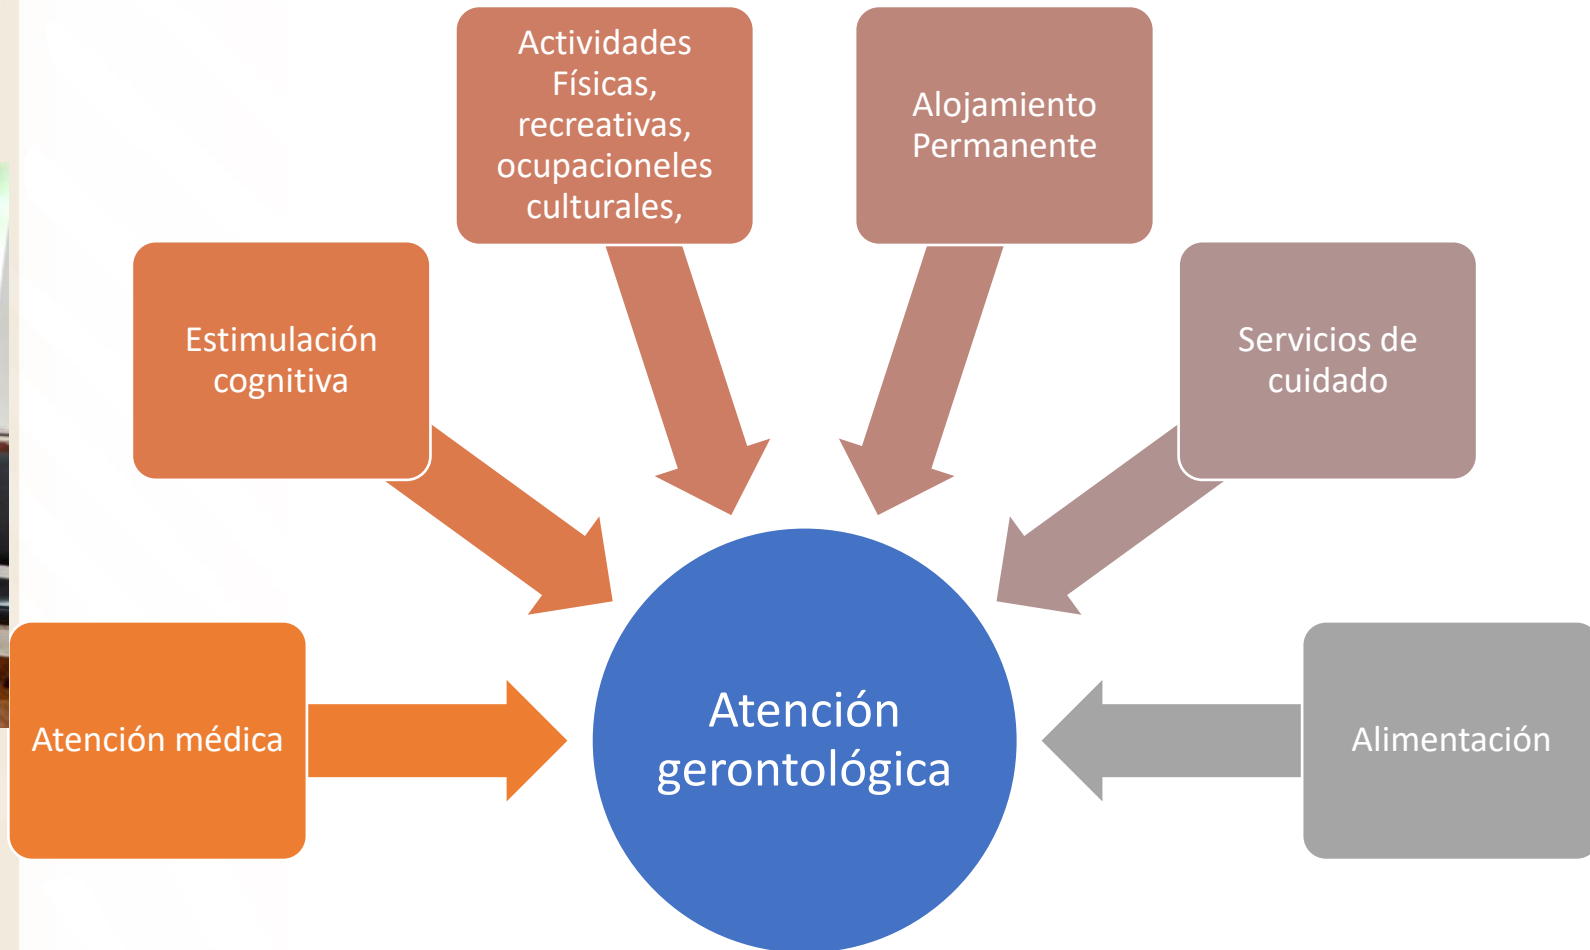 Actividades
Físicas,
recreativas,
ocupacioneles
culturales,
Alojamiento
Permanente
Estimulación
cognitiva
Servicios de
cuidado
Atención médica
Atención
gerontológica
Alimentación